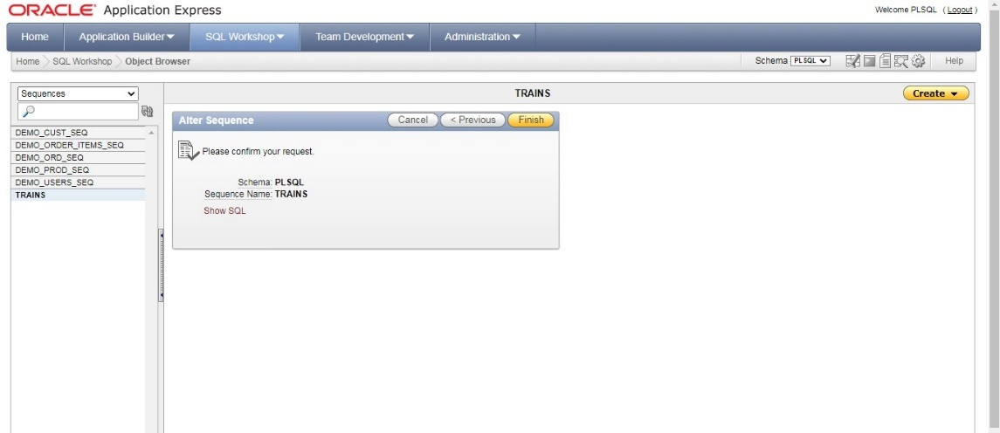 ORACLE Application Express
Welcome PLSQL ( Logout )
Home Application Builder SQL Workshop Team Development Administration
Home SQL Workshop Object Browser
Schema PLSQL Help
Sequences
TRAINS
Create
Alter Sequence Cancel < Previous Finish
Please confirm your request.
Schema: PLSQL
Sequence Name: TRAINS
Show SQL
DEMO_CUST_SEQ
DEMO_ORDER_ITEMS_SEQ
DEMO_ORD_SEQ
DEMO_PROD_SEQ
DEMO_USERS_SEQ
TRAINS